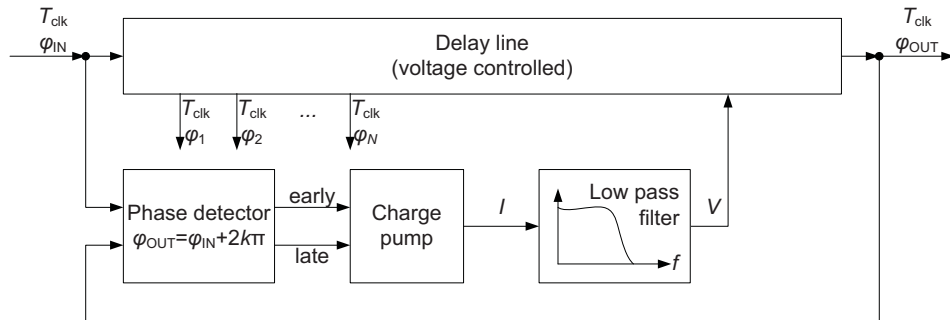 T_clk
φ_IN
Delay line
(voltage controlled)
T_clk
φ_OUT
T_clk T_clk ... T_clk
φ_1 φ_2 φ_N
Phase detector
φ_OUT=φ_IN+2kπ
early
late
Charge
pump
I
Low pass
filter
f
V